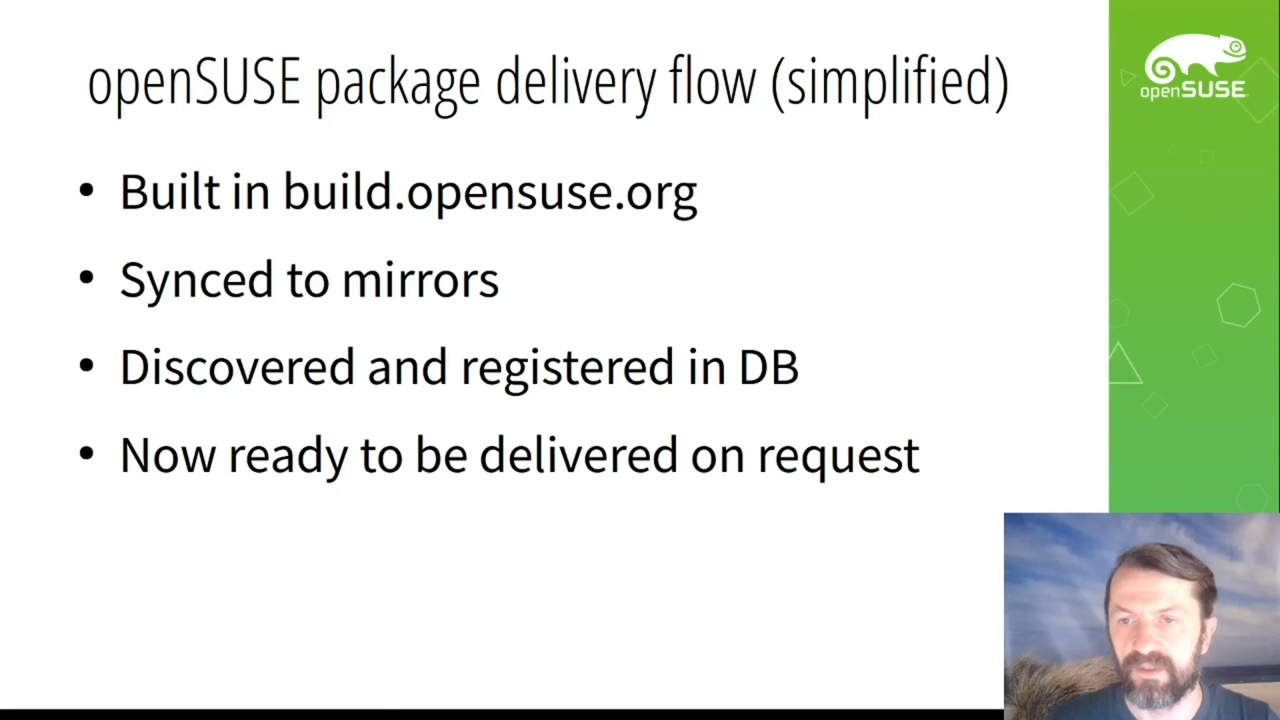 openSUSE package delivery flow (simplified)
openSUSE
• Built in build.opensuse.org
• Synced to mirrors
• Discovered and registered in DB
• Now ready to be delivered on request